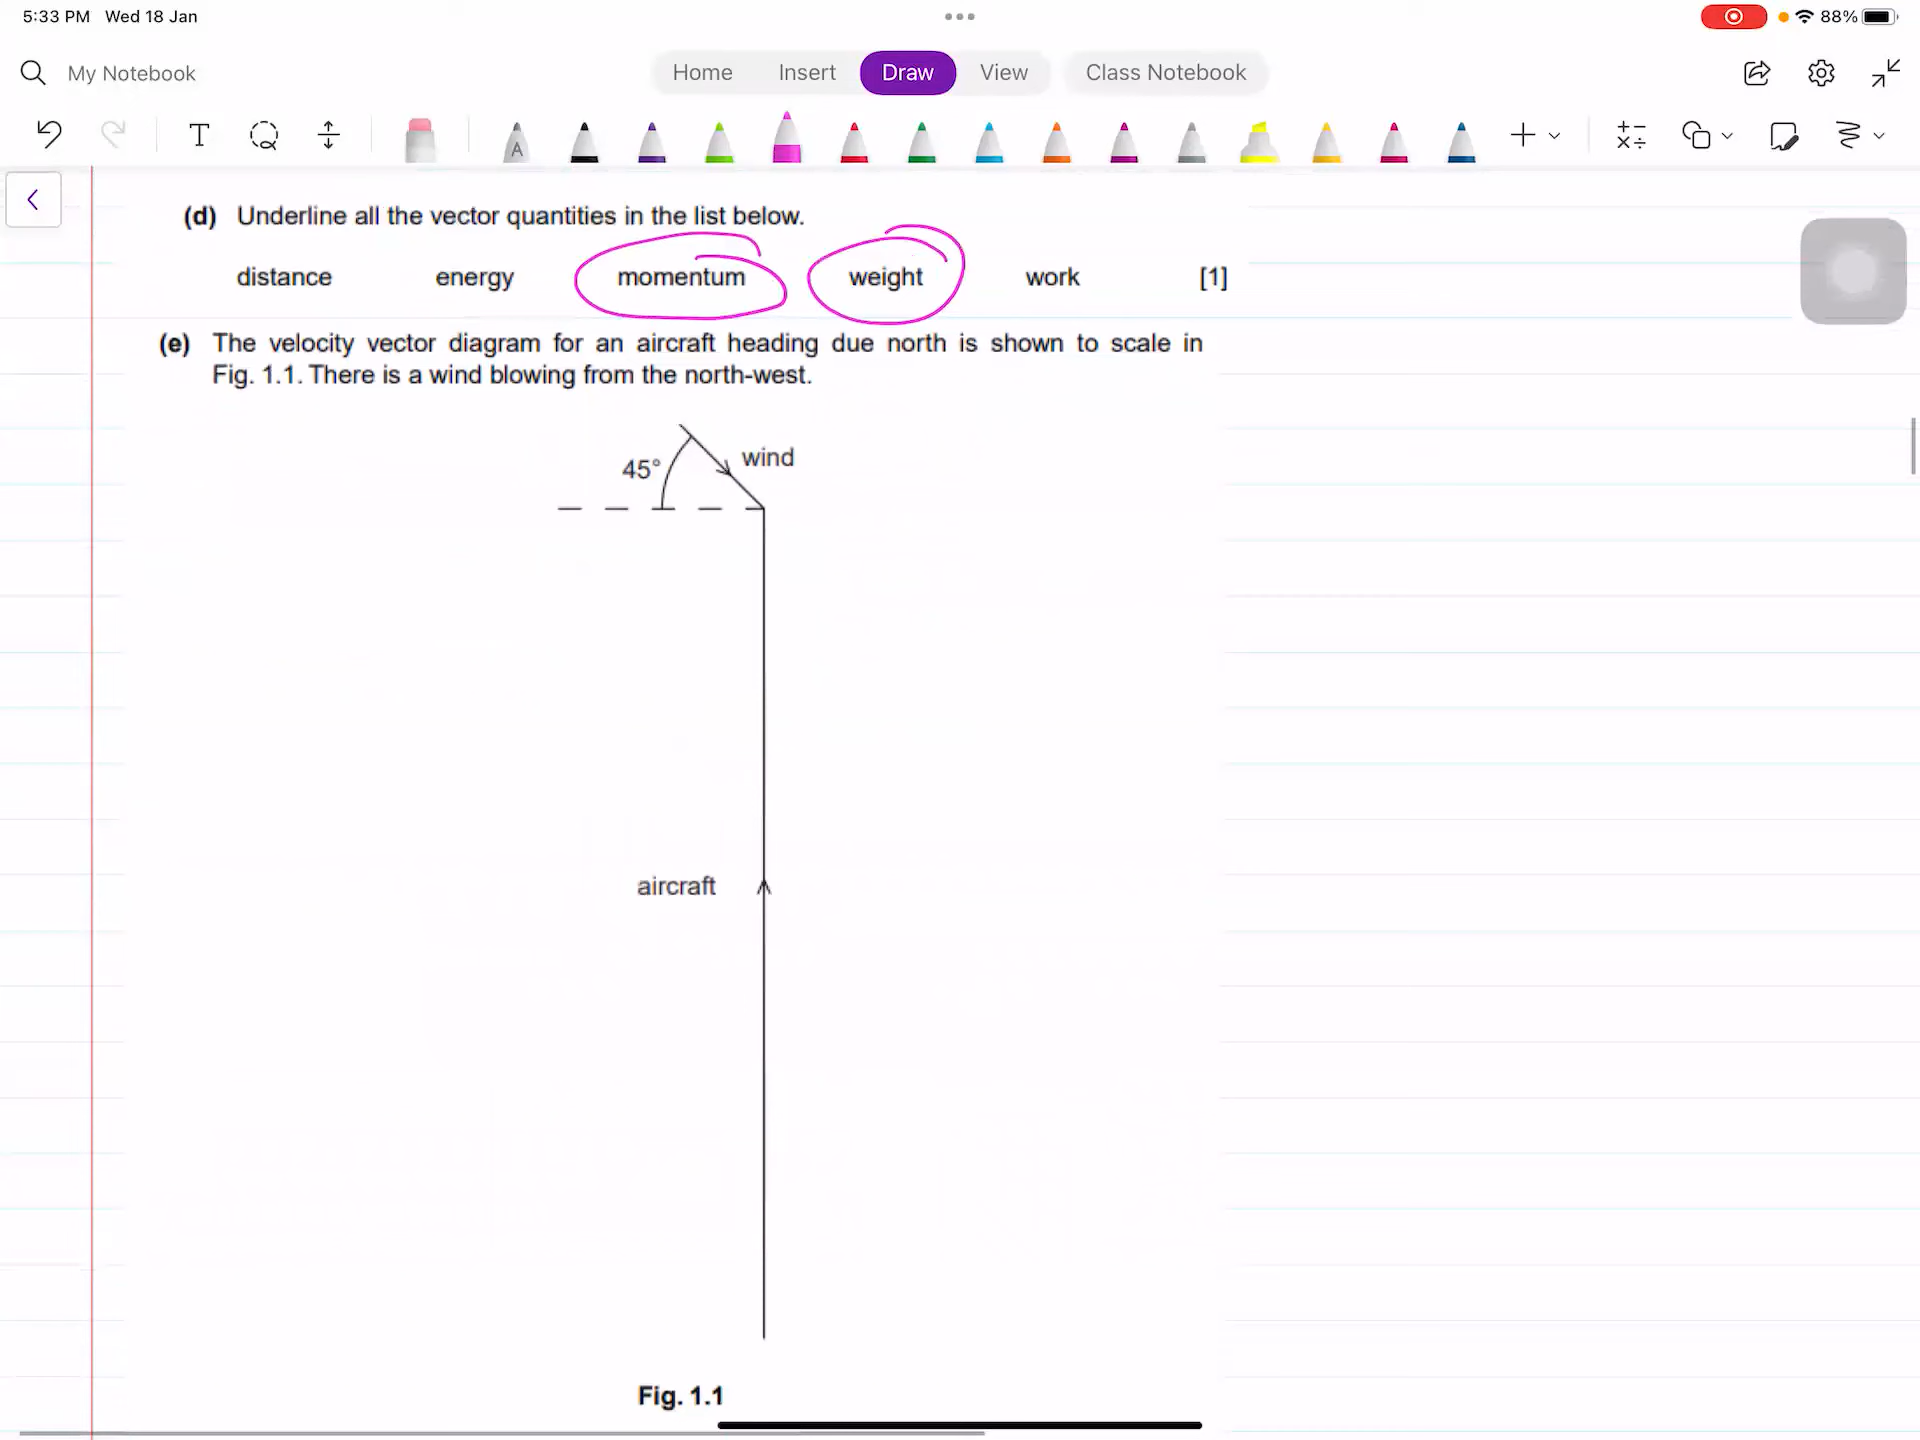 5:33 PM Wed 18 Jan
88%
My Notebook
Home Insert Draw View Class Notebook
T
A
(d) Underline all the vector quantities in the list below.
distance energy momentum weight work [1]
(e) The velocity vector diagram for an aircraft heading due north is shown to scale in
Fig. 1.1. There is a wind blowing from the north-west.
45° wind
aircraft
Fig. 1.1